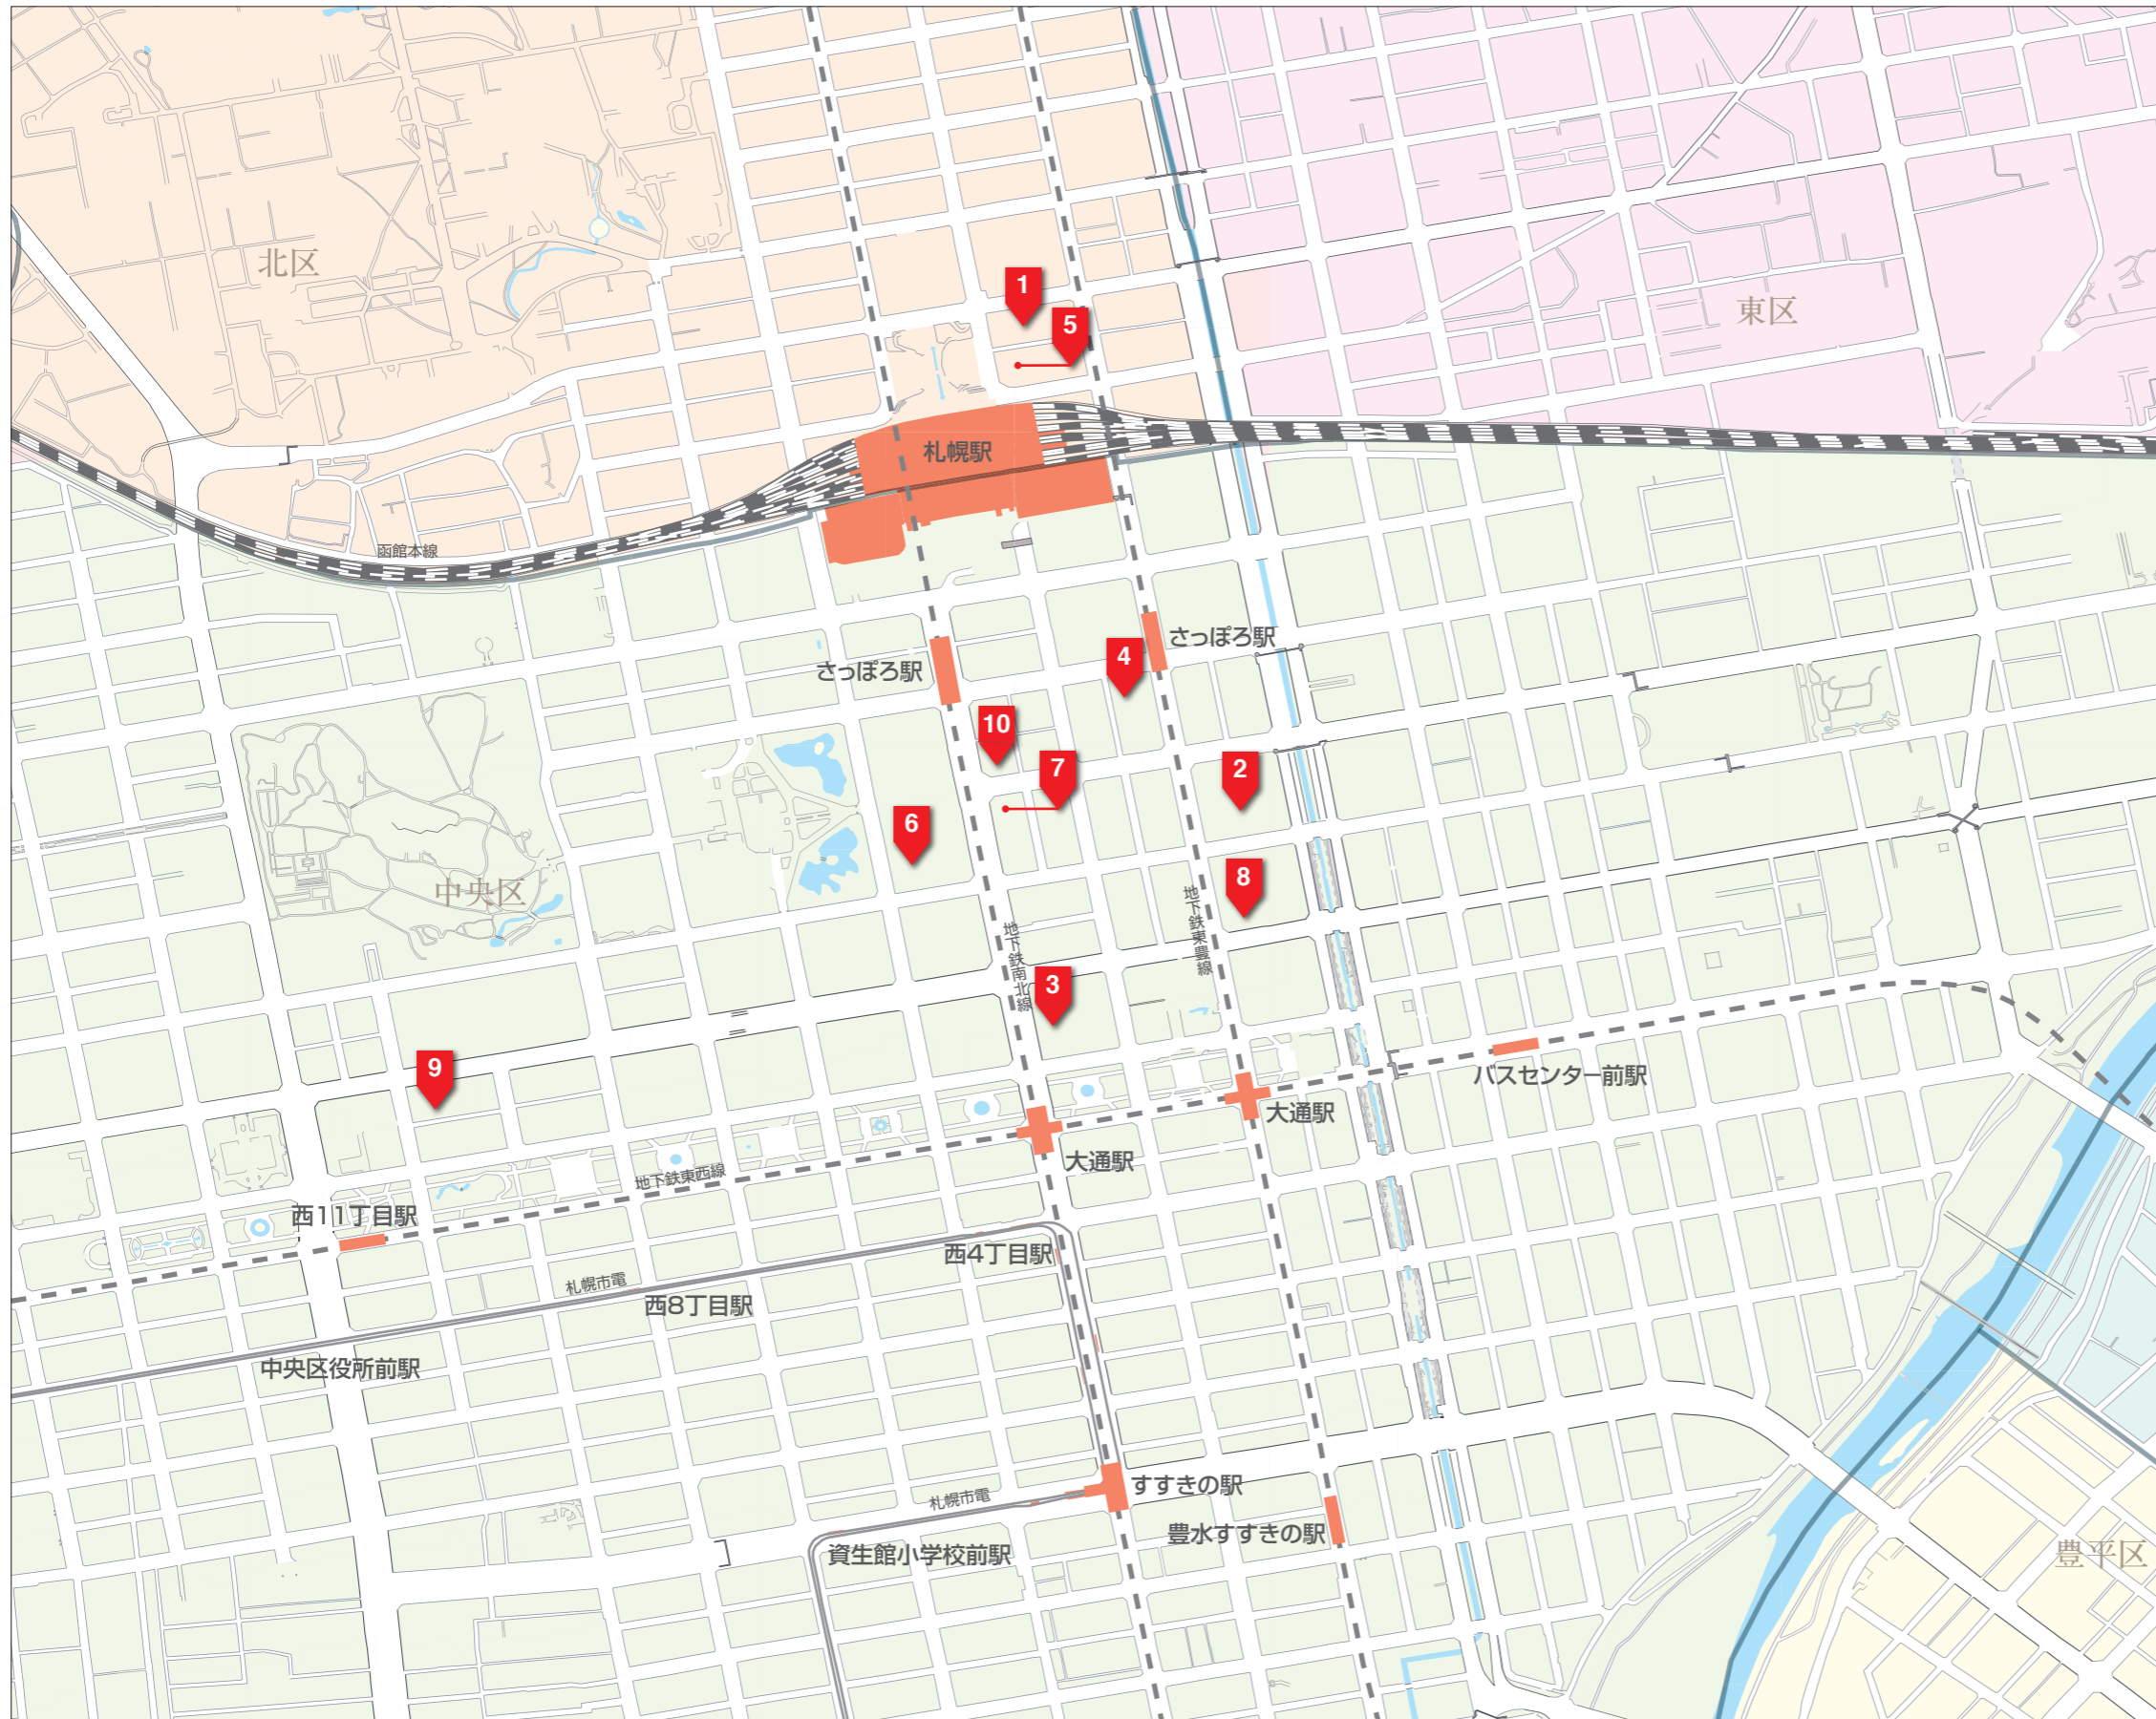 北区
東区
1
5
札幌駅
函館本線
さっぽろ駅
4
さっぽろ駅
10
7
2
6
8
中央区
地下鉄東豊線
地下鉄南北線
3
9
バスセンター前駅
大通駅
大通駅
地下鉄東西線
西11丁目駅
西4丁目駅
札幌市電
西8丁目駅
中央区役所前駅
すすきの駅
札幌市電
豊水すすきの駅
資生館小学校前駅
豊平区